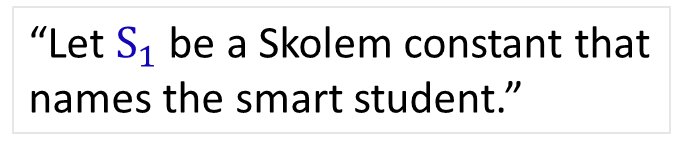 “Let S₁ be a Skolem constant that
names the smart student.”